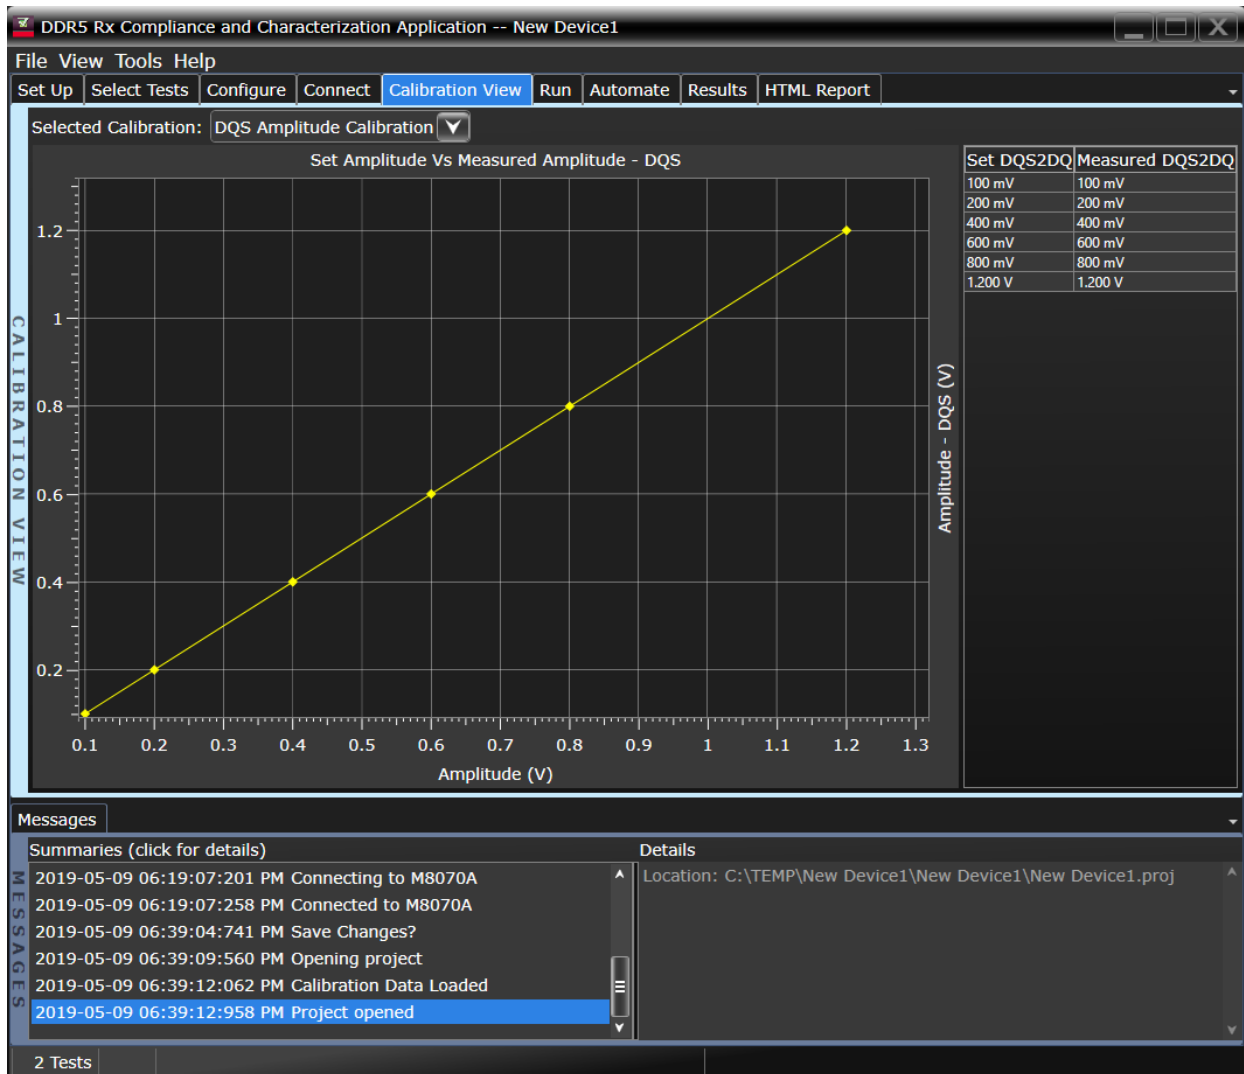 DDR5 Rx Compliance and Characterization Application -- New Device1
File View Tools Help
Set Up Select Tests Configure Connect Calibration View Run Automate Results HTML Report
Selected Calibration: DQS Amplitude Calibration
CALIBRATION VIEW
Set Amplitude Vs Measured Amplitude - DQS
1.2
1
0.8
0.6
0.4
0.2
0.1 0.2 0.3 0.4 0.5 0.6 0.7 0.8 0.9 1 1.1 1.2 1.3
Amplitude (V)
Amplitude - DQS (V)
Set DQS2DQ Measured DQS2DQ
100 mV 100 mV
200 mV 200 mV
400 mV 400 mV
600 mV 600 mV
800 mV 800 mV
1.200 V 1.200 V
Messages
MESSAGES
Summaries (click for details)
2019-05-09 06:19:07:201 PM Connecting to M8070A
2019-05-09 06:19:07:258 PM Connected to M8070A
2019-05-09 06:39:04:741 PM Save Changes?
2019-05-09 06:39:09:560 PM Opening project
2019-05-09 06:39:12:062 PM Calibration Data Loaded
2019-05-09 06:39:12:958 PM Project opened
Details
Location: C:\TEMP\New Device1\New Device1\New Device1.proj
2 Tests